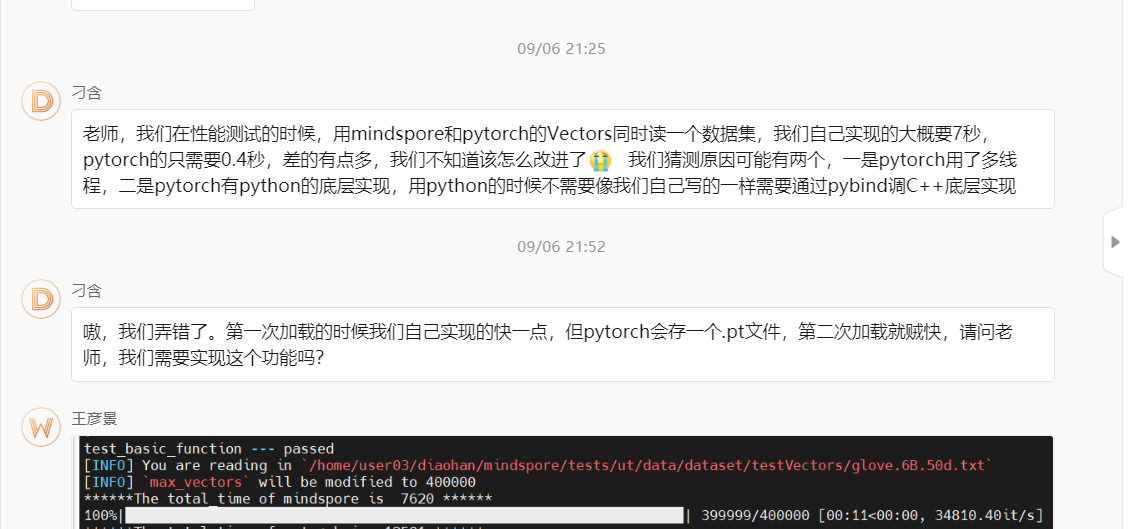 09/06 21:25
刁含
老师，我们在性能测试的时候，用mindspore和pytorch的Vectors同时读一个数据集，我们自己实现的大概要7秒，
pytorch的只需要0.4秒，差的有点多，我们不知道该怎么改进了😭 我们猜测原因可能有两个，一是pytorch用了多线
程，二是pytorch有python的底层实现，用python的时候不需要像我们自己写的一样需要通过pybind调C++底层实现
09/06 21:52
刁含
嗷，我们弄错了。第一次加载的时候我们自己实现的快一点，但pytorch会存一个.pt文件，第二次加载就贼快，请问老
师，我们需要实现这个功能吗？
王彦景
test_basic_function --- passed
[INFO] You are reading in `/home/user03/diaohan/mindspore/tests/ut/data/dataset/testVectors/glove.6B.50d.txt`
[INFO] `max_vectors` will be modified to 400000
******The total_time of mindspore is  7620 ******
100%| | 399999/400000 [00:11<00:00, 34810.40it/s]